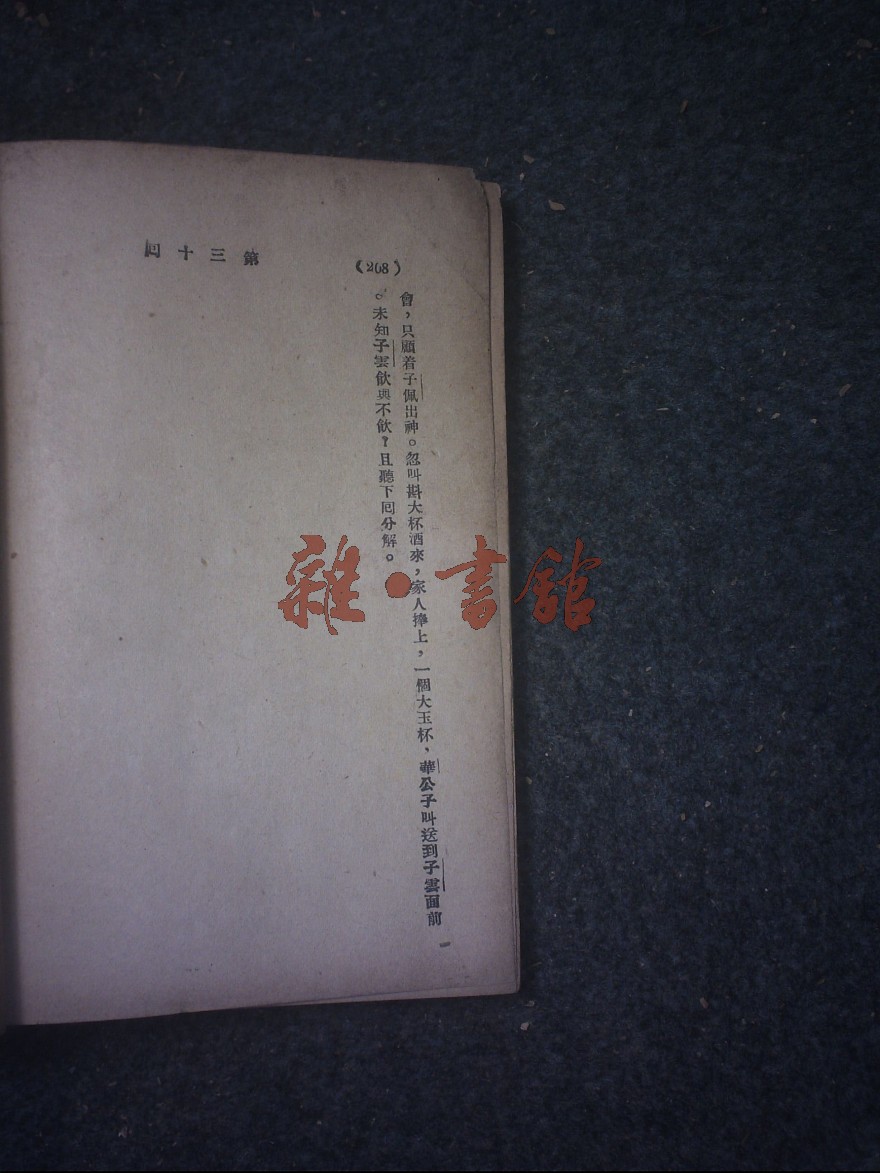 第三十回
（208）
會，只顧着子佩出神。忽叫斟大杯酒來，家人捧上，一個大玉杯、華公子叫送到子雲面前
。未知子雲飲與不飲？且聽下回分解。
雜·書館